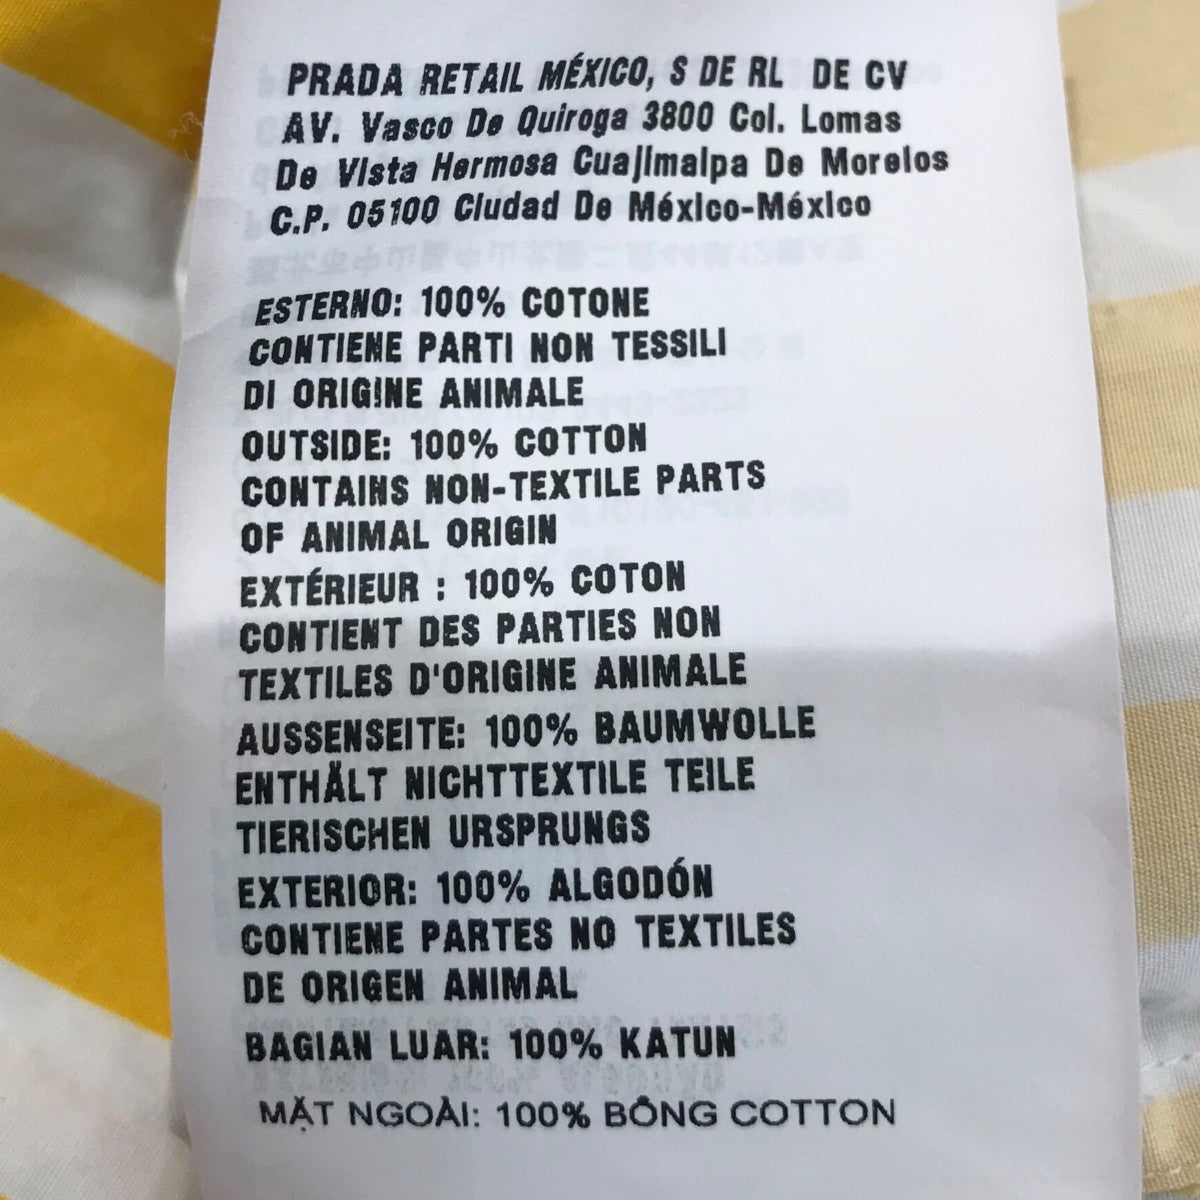 PRADA RETAIL MÉXICO, S DE RL DE CV
AV. Vasco De Quiroga 3800 Col. Lomas
De Vista Hermosa Cuajimalpa De Morelos
C.P. 05100 Ciudad De México-México
ESTERNO: 100% COTONE
CONTIENE PARTI NON TESSILI
DI ORIGINE ANIMALE
OUTSIDE: 100% COTTON
CONTAINS NON-TEXTILE PARTS
OF ANIMAL ORIGIN
EXTÉRIEUR : 100% COTON
CONTIENT DES PARTIES NON
TEXTILES D'ORIGINE ANIMALE
AUSSENSEITE: 100% BAUMWOLLE
ENTHÄLT NICHTTEXTILE TEILE
TIERISCHEN URSPRUNGS
EXTERIOR: 100% ALGODÓN
CONTIENE PARTES NO TEXTILES
DE ORIGEN ANIMAL
BAGIAN LUAR: 100% KATUN
MẶT NGOÀI: 100% BÔNG COTTON